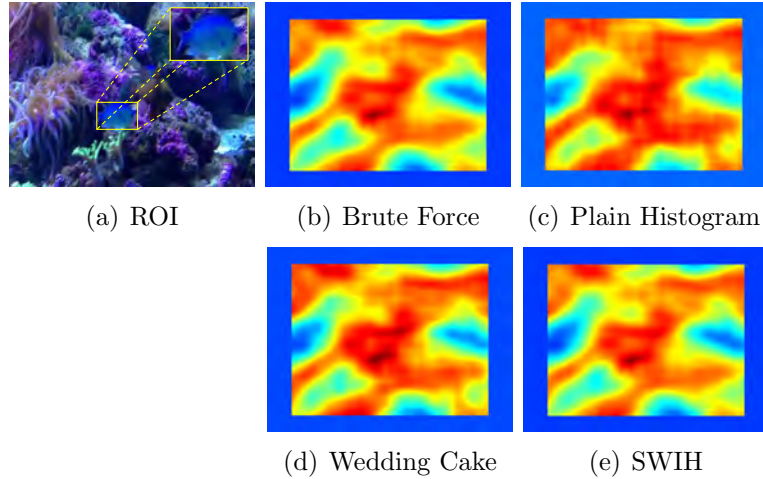 (a) ROI
(b) Brute Force
(c) Plain Histogram
(d) Wedding Cake
(e) SWIH